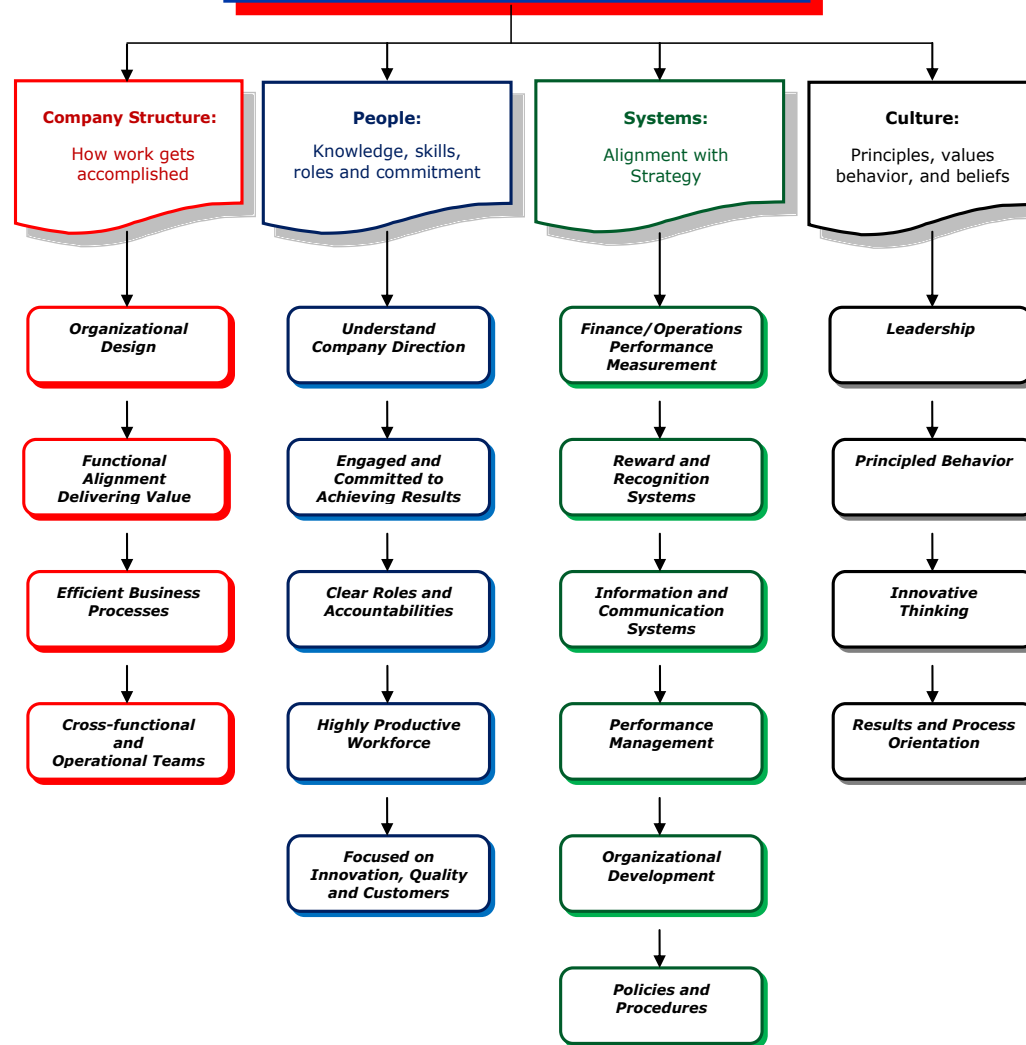 Company Structure:
How work gets
accomplished
People:
Knowledge, skills,
roles and commitment
Systems:
Alignment with
Strategy
Culture:
Principles, values
behavior, and beliefs
Organizational
Design
Functional
Alignment
Delivering Value
Efficient Business
Processes
Cross-functional
and
Operational Teams
Understand
Company Direction
Engaged and
Committed to
Achieving Results
Clear Roles and
Accountabilities
Highly Productive
Workforce
Focused on
Innovation, Quality
and Customers
Finance/Operations
Performance
Measurement
Reward and
Recognition
Systems
Information and
Communication
Systems
Performance
Management
Organizational
Development
Policies and
Procedures
Leadership
Principled Behavior
Innovative
Thinking
Results and Process
Orientation